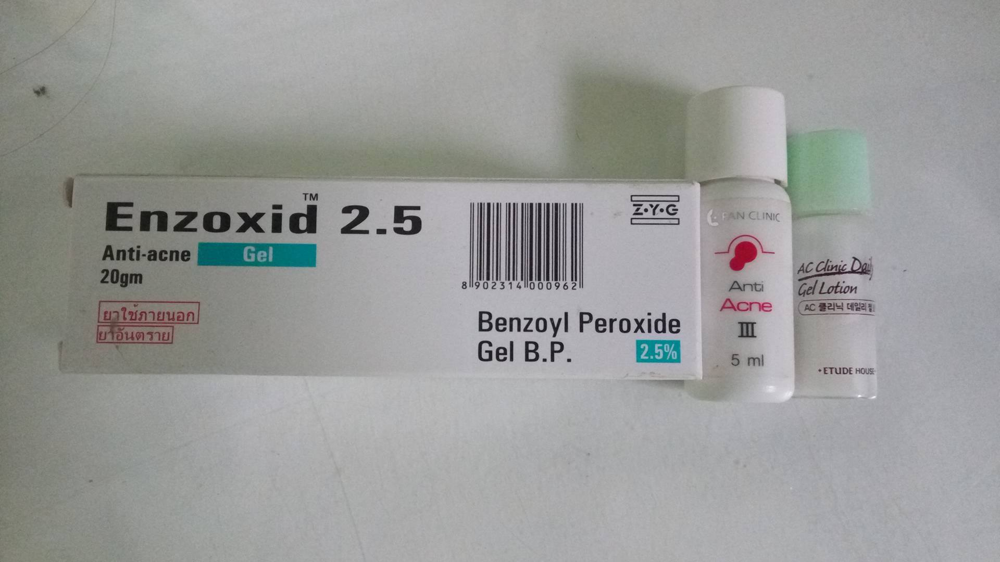 Enzoxid™ 2.5
Anti-acne Gel
20gm
ยาใช้ภายนอก
ยาอันตราย
8 902314 000962
Z·Y·G
Benzoyl Peroxide
Gel B.P. 2.5%
PAN CLINIC
Anti
Acne
III
5 ml
AC Clinic Daily
Gel Lotion
AC 클리닉 데일리 젤
ETUDE HOUSE